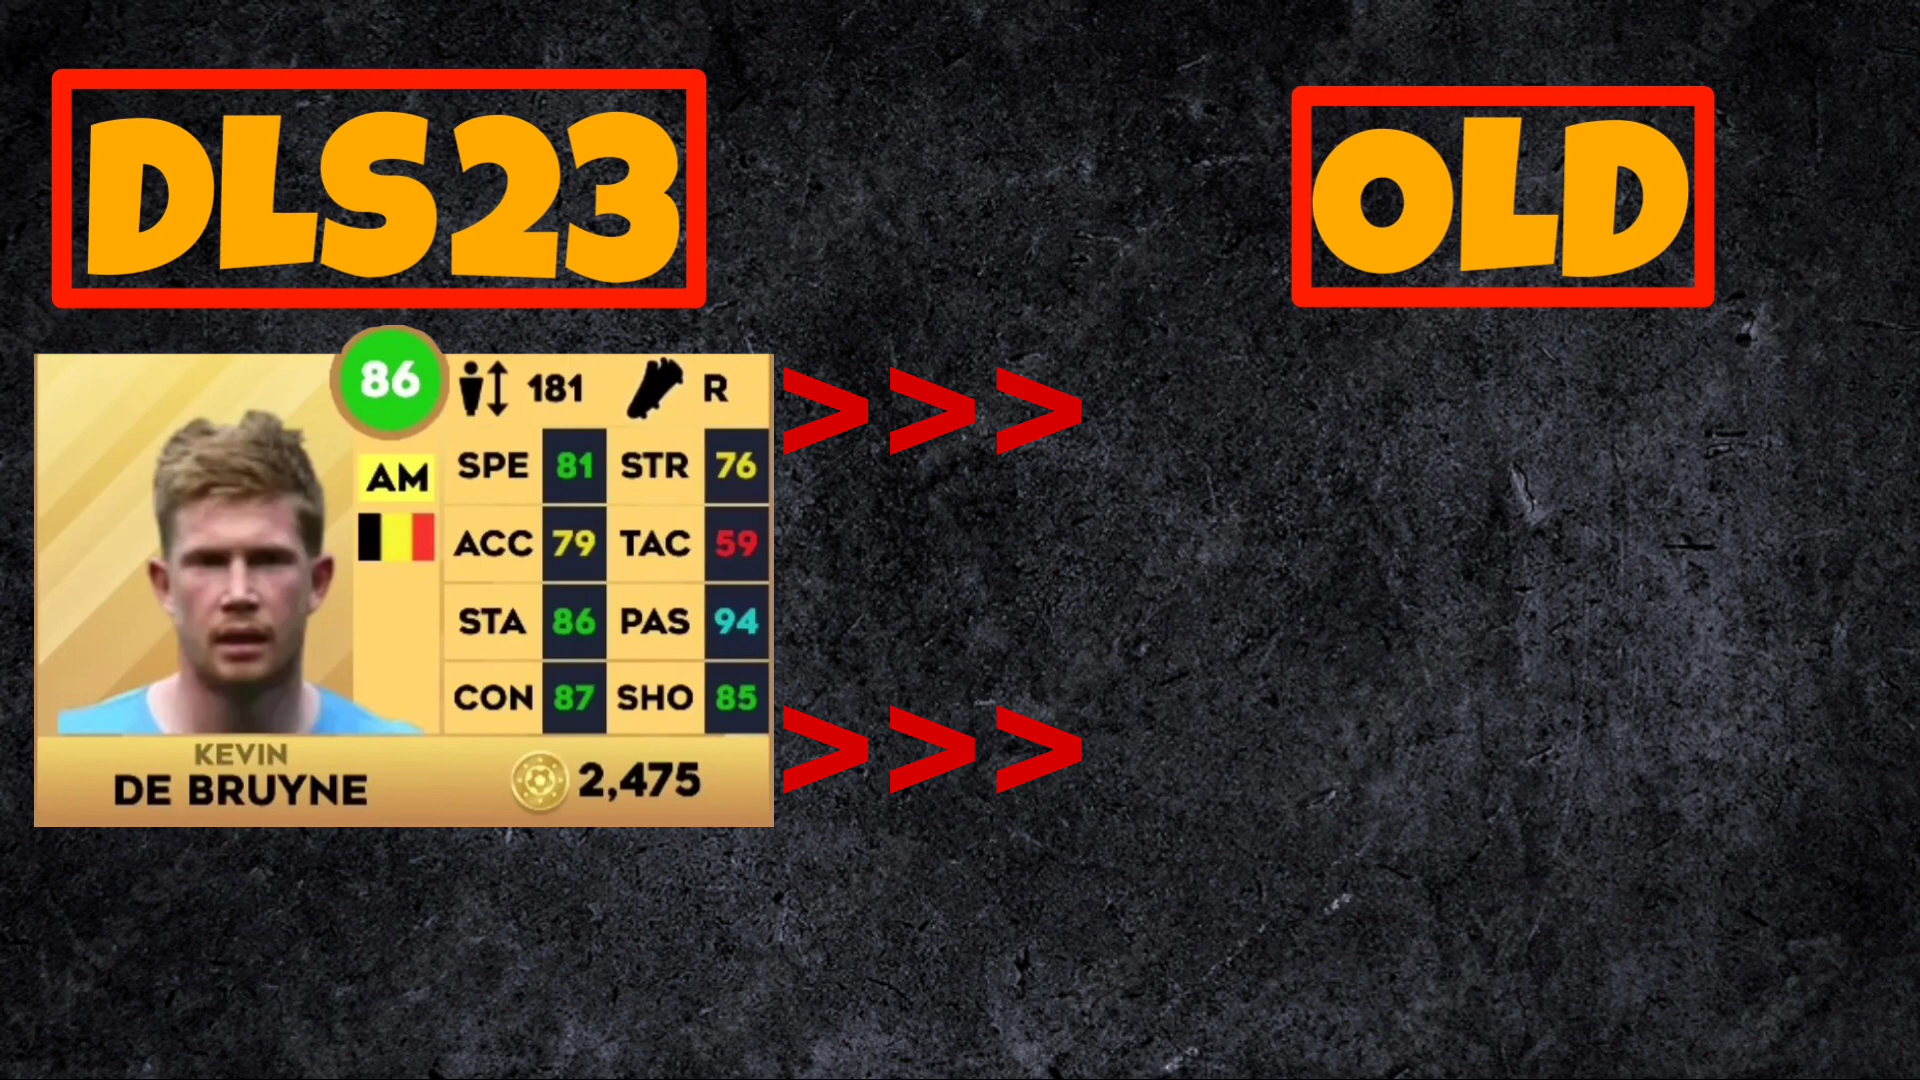 DLS23
OLD
86
181 R
SPE 81 STR 76
AM
ACC 79 TAC 59
STA 86 PAS 94
CON 87 SHO 85
KEVIN
DE BRUYNE
2,475
>>>
>>>